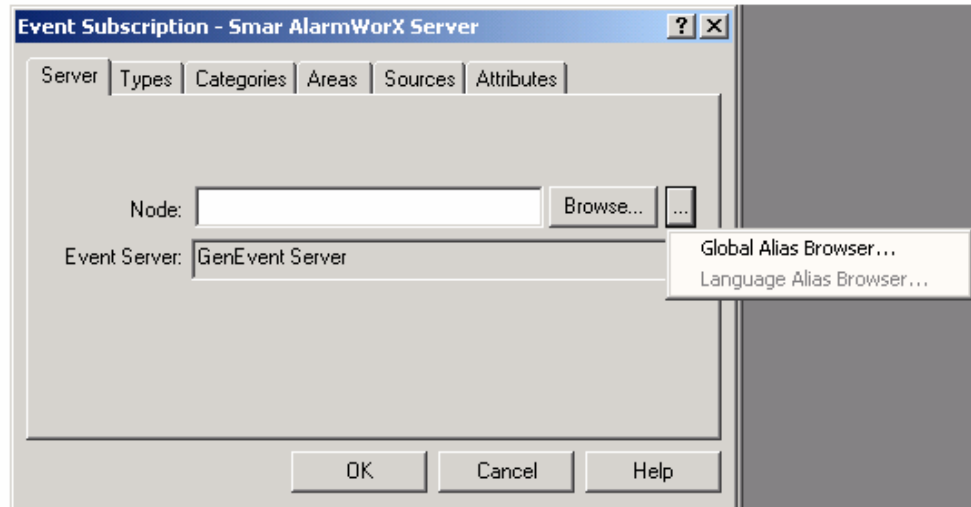 Event Subscription - Smar AlarmWorX Server
Server Types Categories Areas Sources Attributes
Node: Browse... ...
Event Server: GenEvent Server
Global Alias Browser...
Language Alias Browser...
OK Cancel Help